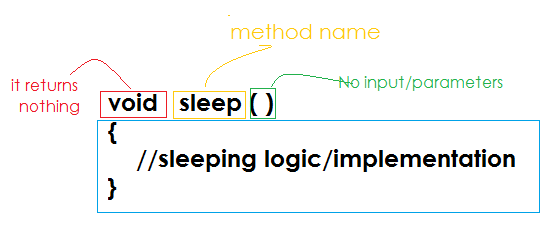 method name
it returns
nothing
No input/parameters
void sleep ( )
{
//sleeping logic/implementation
}